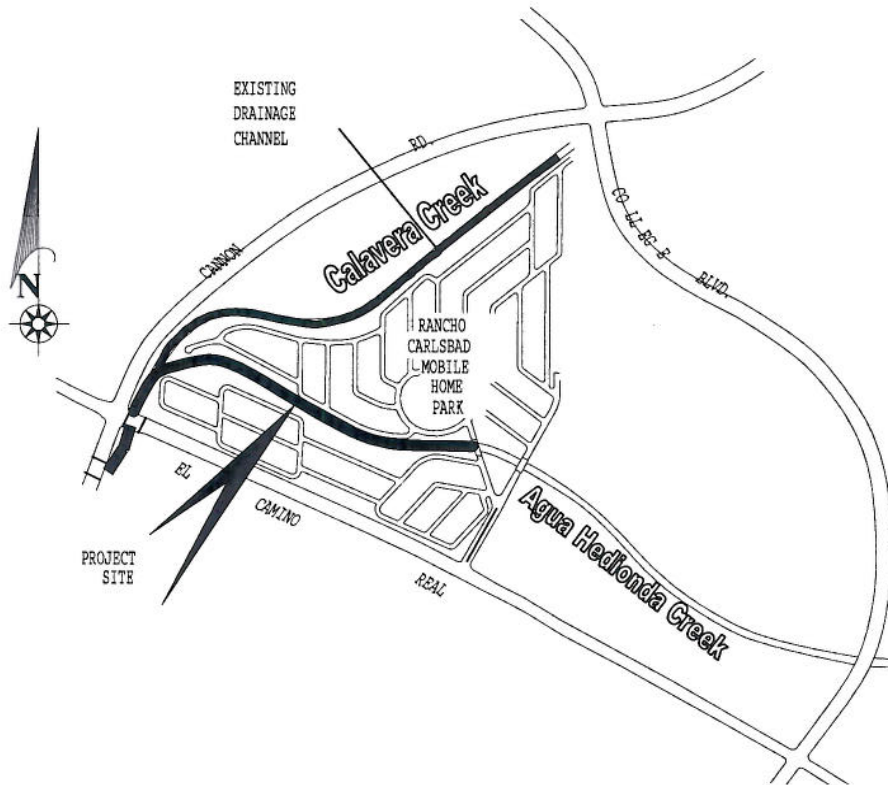 EXISTING
DRAINAGE
CHANNEL
RD.
CANNON
Calavera Creek
COLLEGE
BLVD.
N
RANCHO
CARLSBAD
MOBILE
HOME
PARK
EL
CAMINO
REAL
PROJECT
SITE
Agua Hedionda Creek